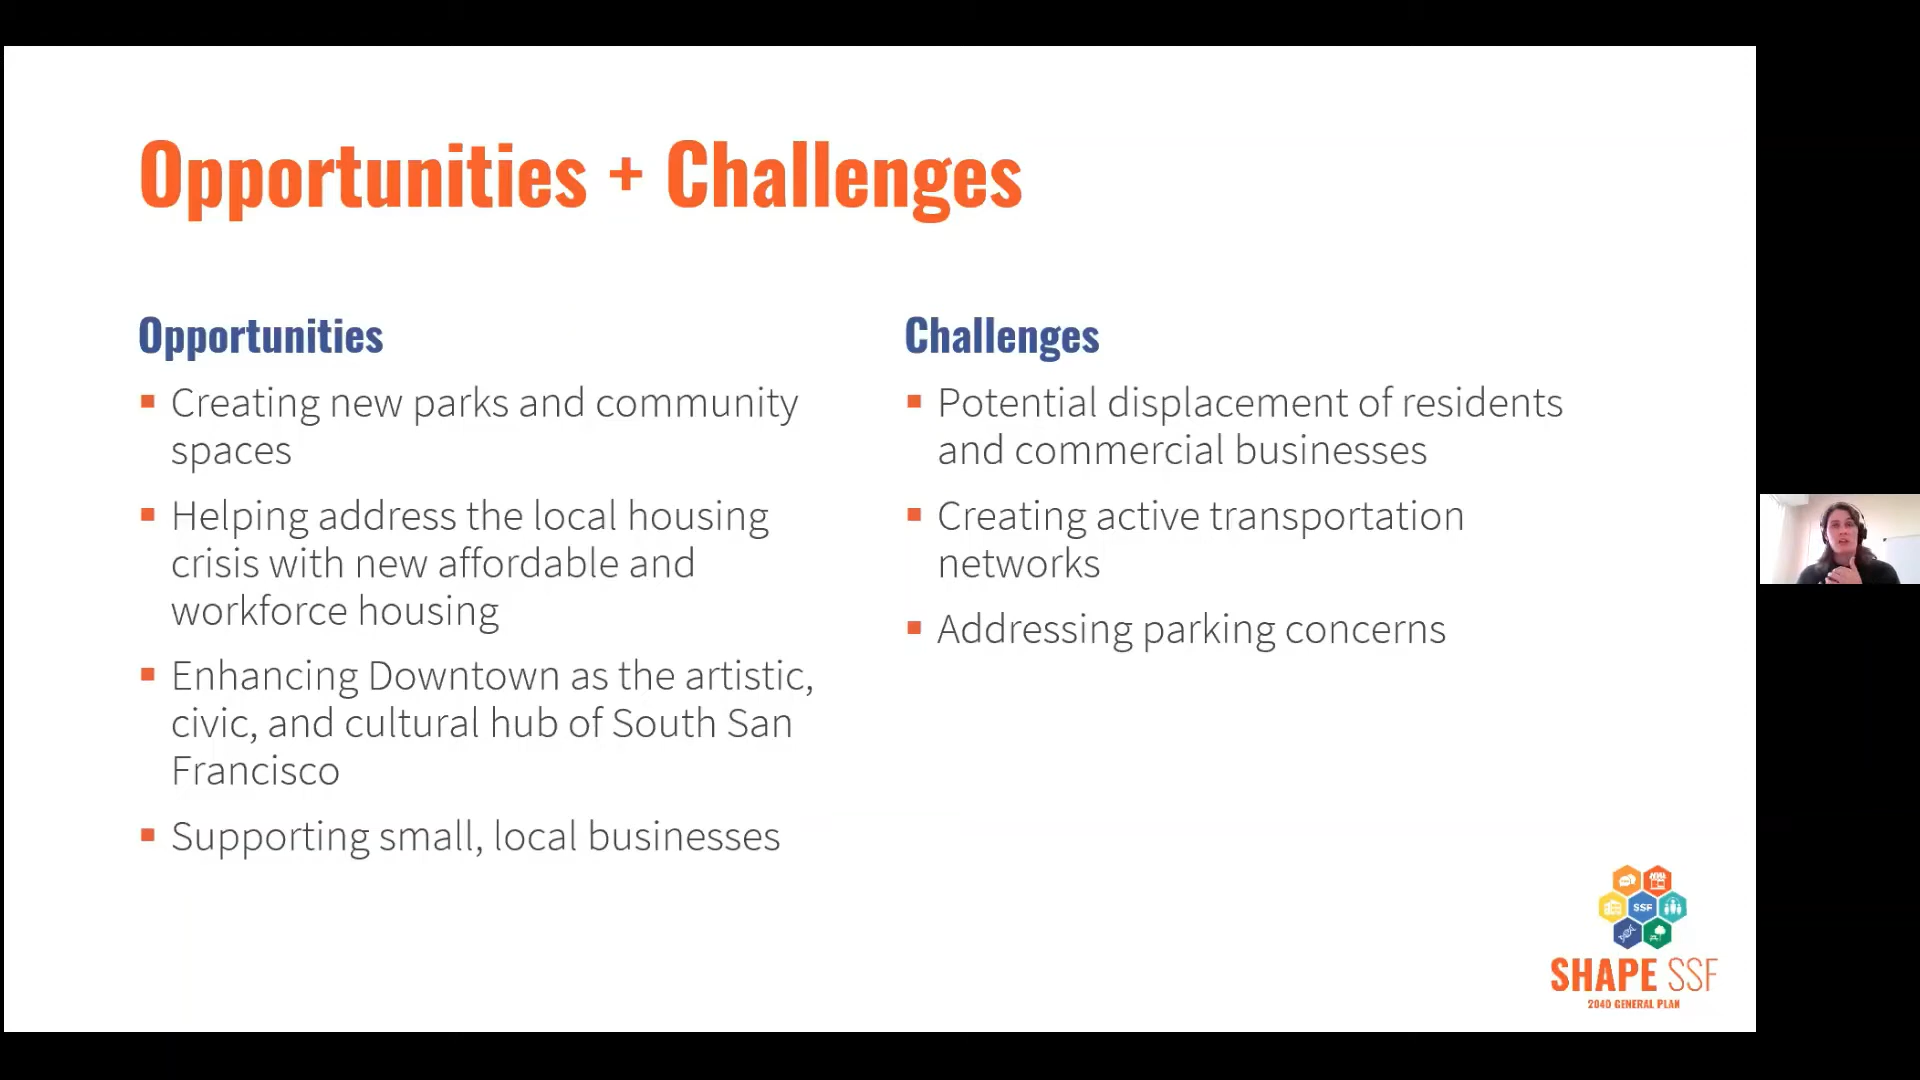 Opportunities + Challenges
Opportunities
Creating new parks and community
spaces
Helping address the local housing
crisis with new affordable and
workforce housing
Enhancing Downtown as the artistic,
civic, and cultural hub of South San
Francisco
Supporting small, local businesses
Challenges
Potential displacement of residents
and commercial businesses
Creating active transportation
networks
Addressing parking concerns
SSF
SHAPE SSF
2040 GENERAL PLAN